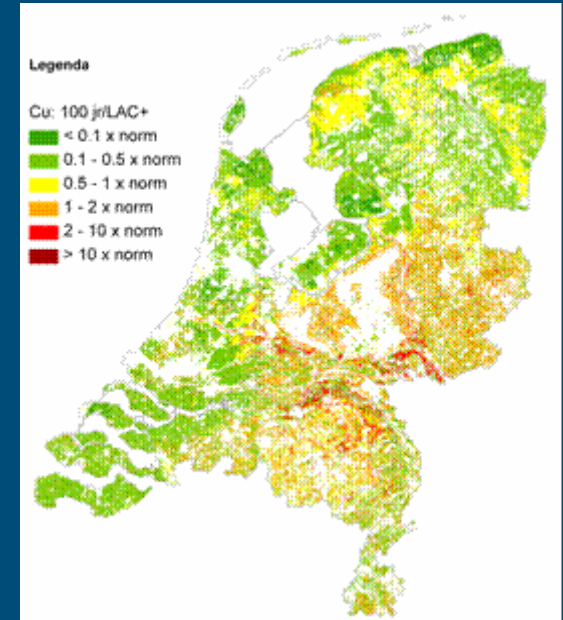 Legenda
Cu: 100 jr/LAC+
< 0.1 x norm
0.1 - 0.5 x norm
0.5 - 1 x norm
1 - 2 x norm
2 - 10 x norm
> 10 x norm